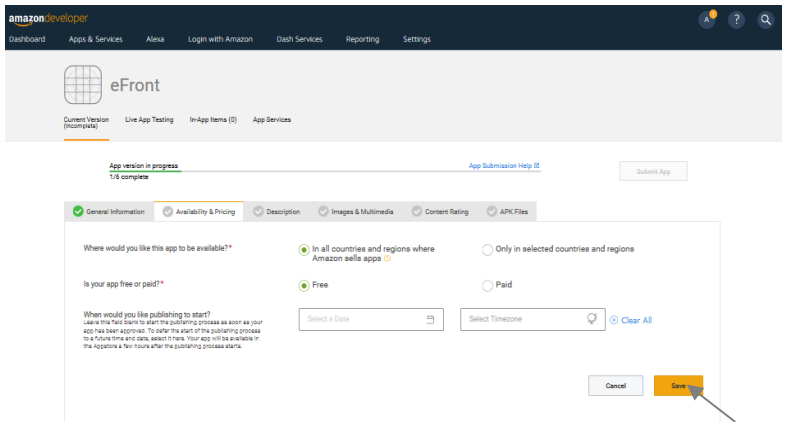 amazondeveloper
A
?
Dashboard Apps & Services Alexa Login with Amazon Dash Services Reporting Settings
eFront
Current Version (Incomplete) Live App Testing In-App Items (0) App Services
App version in progress
1/6 complete
App Submission Help
Submit App
General Information Availability & Pricing Description Images & Multimedia Content Rating APK Files
Where would you like this app to be available?*
In all countries and regions where
Amazon sells apps
Only in selected countries and regions
Is your app free or paid?*
Free
Paid
When would you like publishing to start?
Leave this field blank to start the publishing process as soon as your
app has been approved. To defer the start of the publishing process
to a future time and date, select it here. Your app will be available in
the Appstore a few hours after the publishing process starts.
Select a Date
Select Timezone
Clear All
Cancel
Save